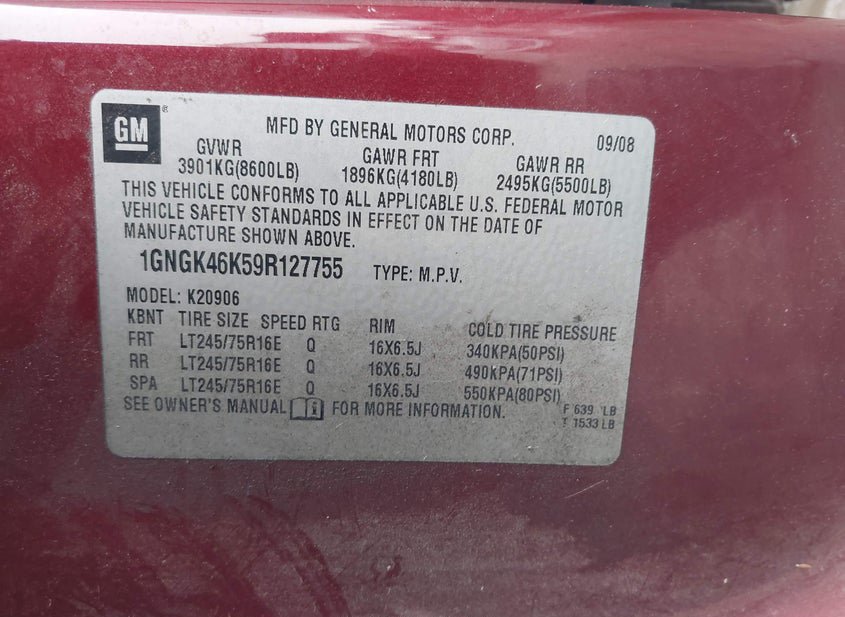 GM ® MFD BY GENERAL MOTORS CORP. 09/08
GVWR GAWR FRT GAWR RR
3901KG(8600LB) 1896KG(4180LB) 2495KG(5500LB)
THIS VEHICLE CONFORMS TO ALL APPLICABLE U.S. FEDERAL MOTOR
VEHICLE SAFETY STANDARDS IN EFFECT ON THE DATE OF
MANUFACTURE SHOWN ABOVE.
1GNGK46K59R127755 TYPE: M.P.V.
MODEL: K20906
KBNT TIRE SIZE SPEED RTG RIM COLD TIRE PRESSURE
FRT LT245/75R16E Q 16X6.5J 340KPA(50PSI)
RR LT245/75R16E Q 16X6.5J 490KPA(71PSI)
SPA LT245/75R16E Q 16X6.5J 550KPA(80PSI)
SEE OWNER'S MANUAL i FOR MORE INFORMATION.
F 639 LB
T 1533 LB